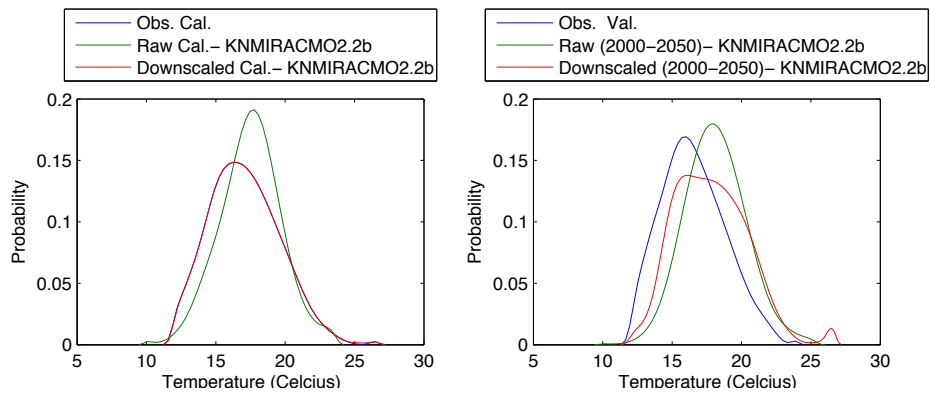 Obs. Cal.
Raw Cal.− KNMIRACMO2.2b
Downscaled Cal.− KNMIRACMO2.2b
0.2
0.15
0.1
0.05
0
Probability
5 10 15 20 25 30
Temperature (Celcius)
Obs. Val.
Raw (2000−2050)− KNMIRACMO2.2b
Downscaled (2000−2050)− KNMIRACMO2.2b
0.2
0.15
0.1
0.05
0
Probability
5 10 15 20 25 30
Temperature (Celcius)